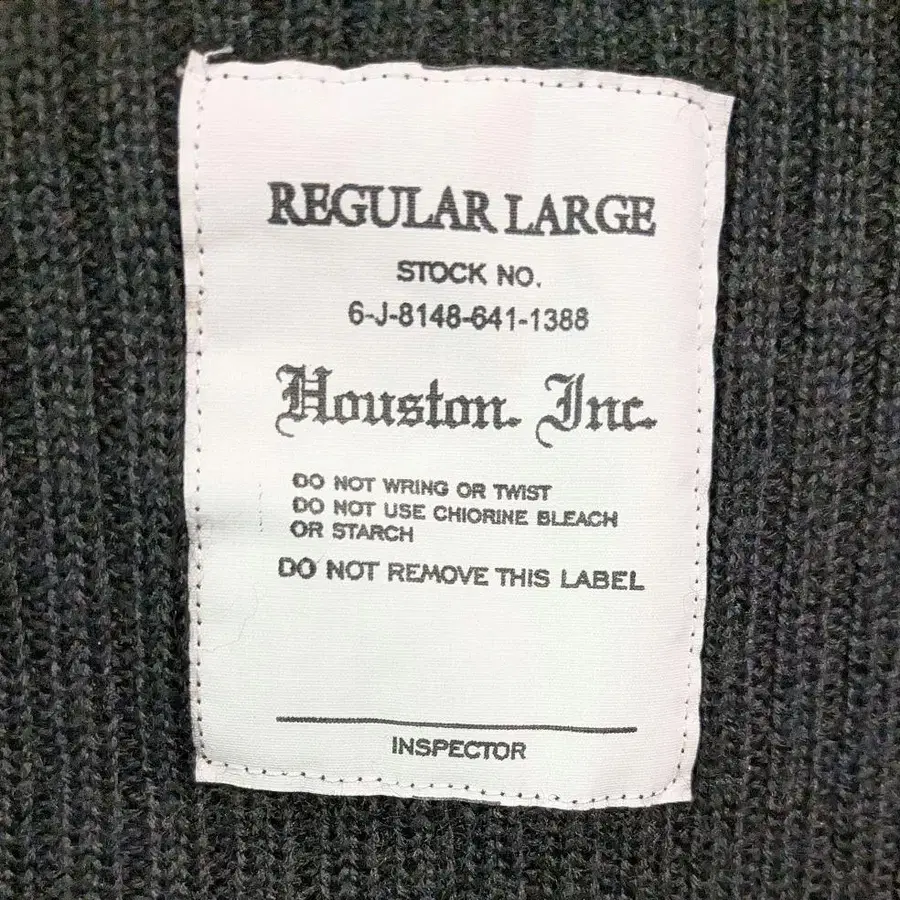 REGULAR LARGE
STOCK NO.
6-J-8148-641-1388
Houston. Inc.
DO NOT WRING OR TWIST
DO NOT USE CHIORINE BLEACH
OR STARCH
DO NOT REMOVE THIS LABEL
INSPECTOR